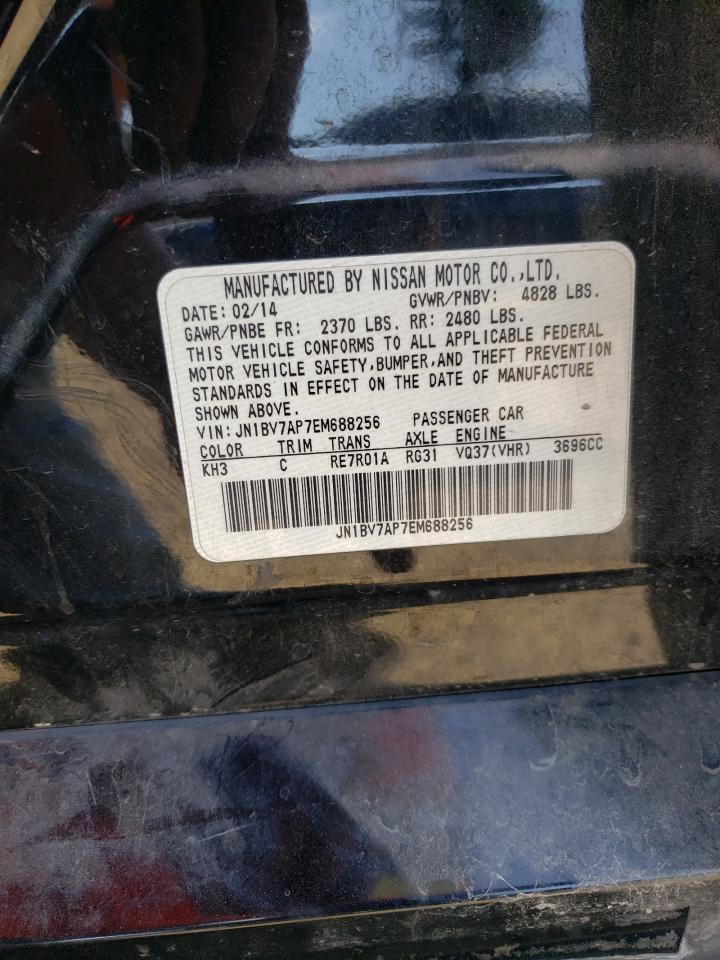 MANUFACTURED BY NISSAN MOTOR CO.,LTD.
DATE: 02/14 GVWR/PNBV: 4828 LBS.
GAWR/PNBE FR: 2370 LBS. RR: 2480 LBS.
THIS VEHICLE CONFORMS TO ALL APPLICABLE FEDERAL
MOTOR VEHICLE SAFETY,BUMPER,AND THEFT PREVENTION
STANDARDS IN EFFECT ON THE DATE OF MANUFACTURE
SHOWN ABOVE.
VIN:JN1BV7AP7EM688256 PASSENGER CAR
COLOR TRIM TRANS AXLE ENGINE
KH3 C RE7R01A RG31 VQ37(VHR) 3696CC
JN1BV7AP7EM688256